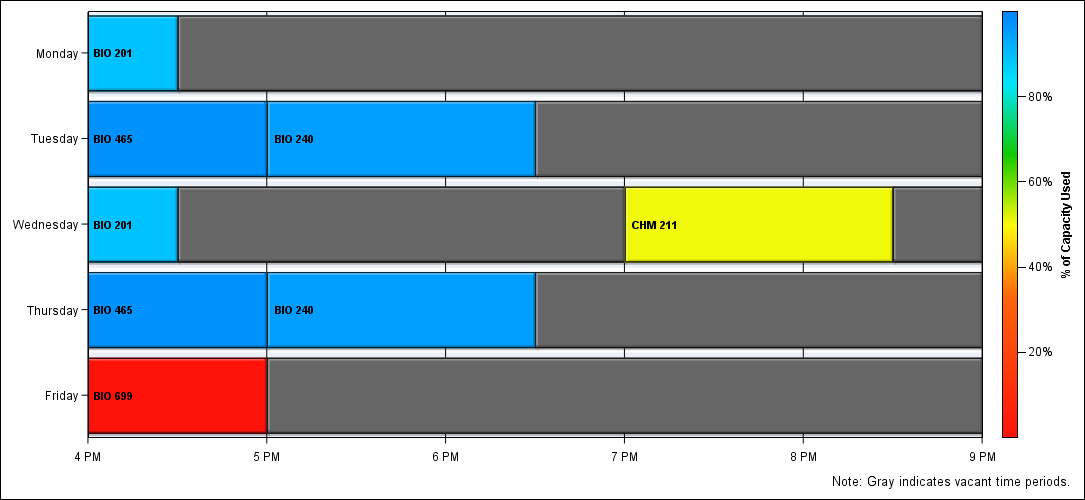 Monday BIO 201
Tuesday BIO 465 BIO 240
Wednesday BIO 201 CHM 211
Thursday BIO 465 BIO 240
Friday BIO 699
4 PM 5 PM 6 PM 7 PM 8 PM 9 PM
80%
60%
40%
20%
% of Capacity Used
Note: Gray indicates vacant time periods.